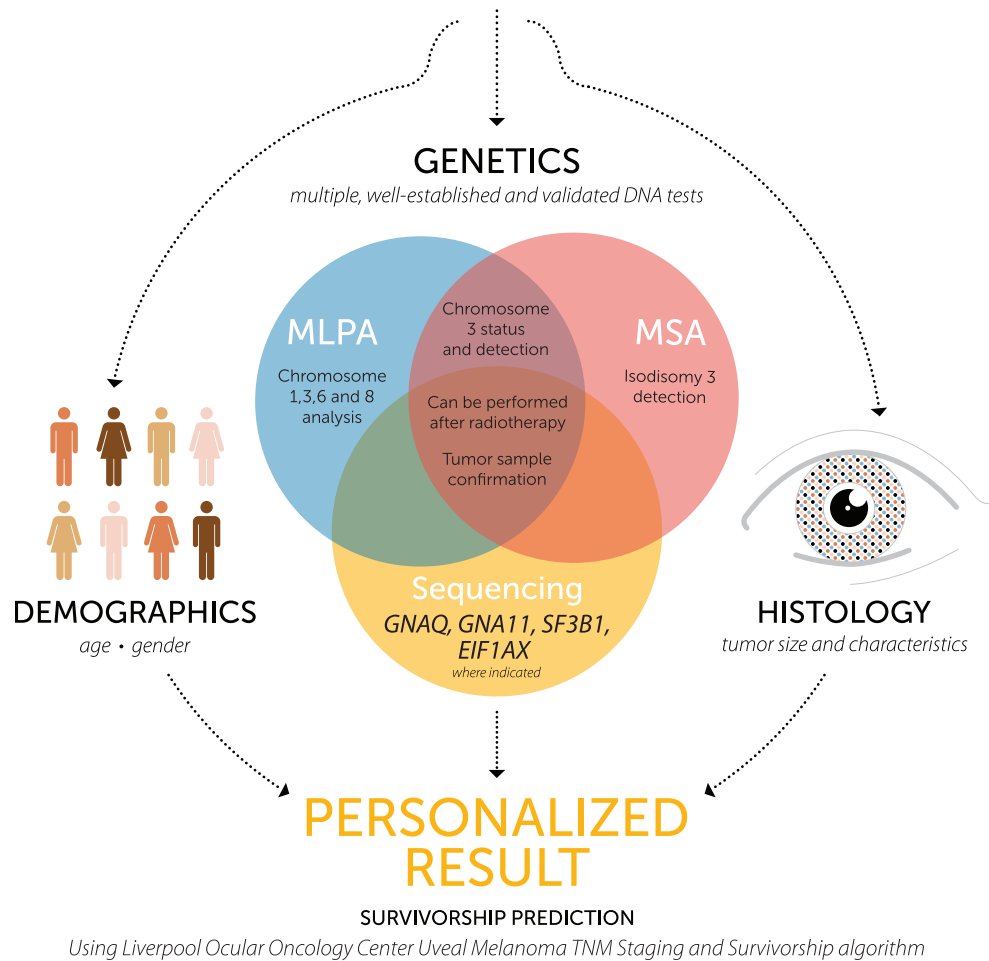 GENETICS
multiple, well-established and validated DNA tests
MLPA
Chromosome
1,3,6 and 8
analysis
Chromosome
3 status
and detection
MSA
Isodisomy 3
detection
Can be performed
after radiotherapy
Tumor sample
confirmation
Sequencing
GNAQ, GNA11, SF3B1,
EIF1AX
where indicated
DEMOGRAPHICS
age • gender
HISTOLOGY
tumor size and characteristics
PERSONALIZED
RESULT
SURVIVORSHIP PREDICTION
Using Liverpool Ocular Oncology Center Uveal Melanoma TNM Staging and Survivorship algorithm